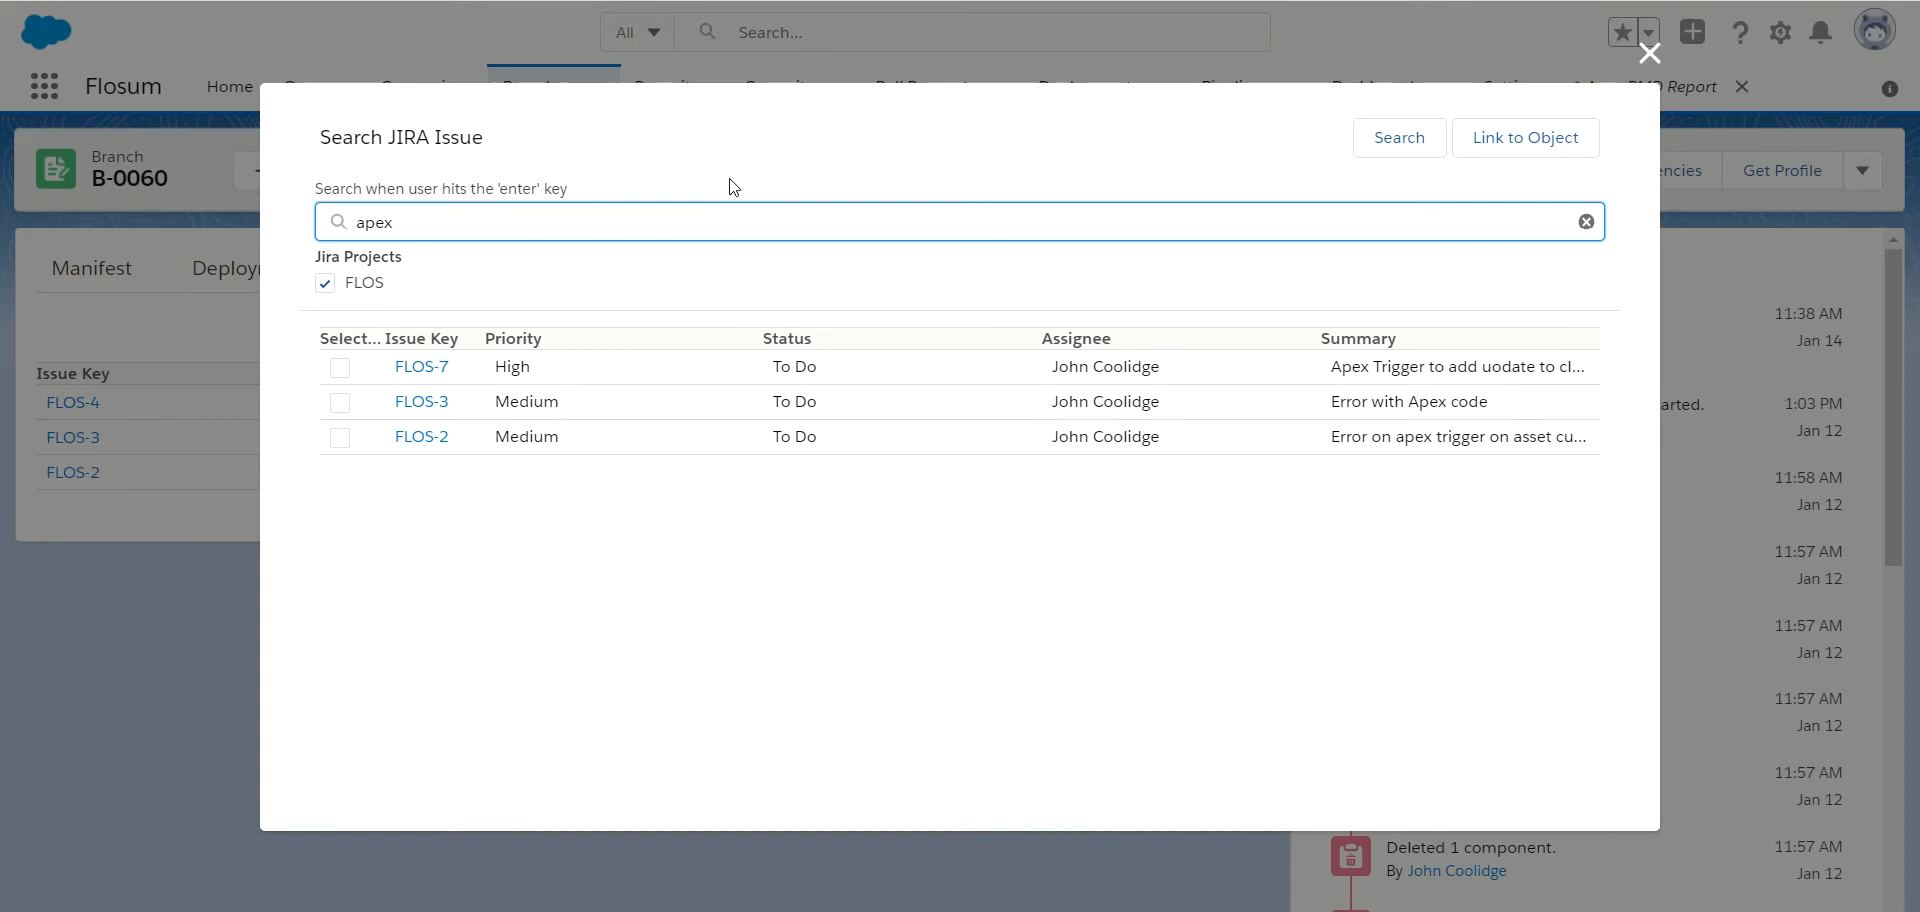 All
Search...
Flosum
Home
Report
Branch
B-0060
encies
Get Profile
Manifest
Issue Key
FLOS-4
FLOS-3
FLOS-2
Search JIRA Issue
Search
Link to Object
Search when user hits the 'enter' key
apex
Jira Projects
FLOS
Select... Issue Key Priority Status Assignee Summary
FLOS-7 High To Do John Coolidge Apex Trigger to add uodate to cl...
FLOS-3 Medium To Do John Coolidge Error with Apex code
FLOS-2 Medium To Do John Coolidge Error on apex trigger on asset cu...
11:38 AM
Jan 14
arted. 1:03 PM
Jan 12
11:58 AM
Jan 12
11:57 AM
Jan 12
11:57 AM
Jan 12
11:57 AM
Jan 12
11:57 AM
Jan 12
Deleted 1 component. 11:57 AM
By John Coolidge Jan 12